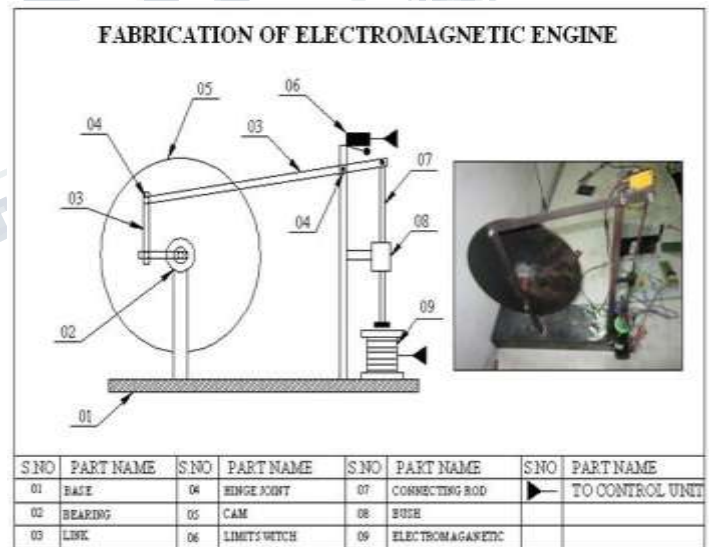 FABRICATION OF ELECTROMAGNETIC ENGINE
05
06
04
03
07
03
04
08
09
02
01
S.NO PART NAME S.NO PART NAME S.NO PART NAME S.NO PART NAME
01 BASE 04 HINGE JOINT 07 CONNECTING ROD TO CONTROL UNIT
02 BEARING 05 CAM 08 BUSH
03 LINK 06 LIMITSWITCH 09 ELECTROMAGANETIC